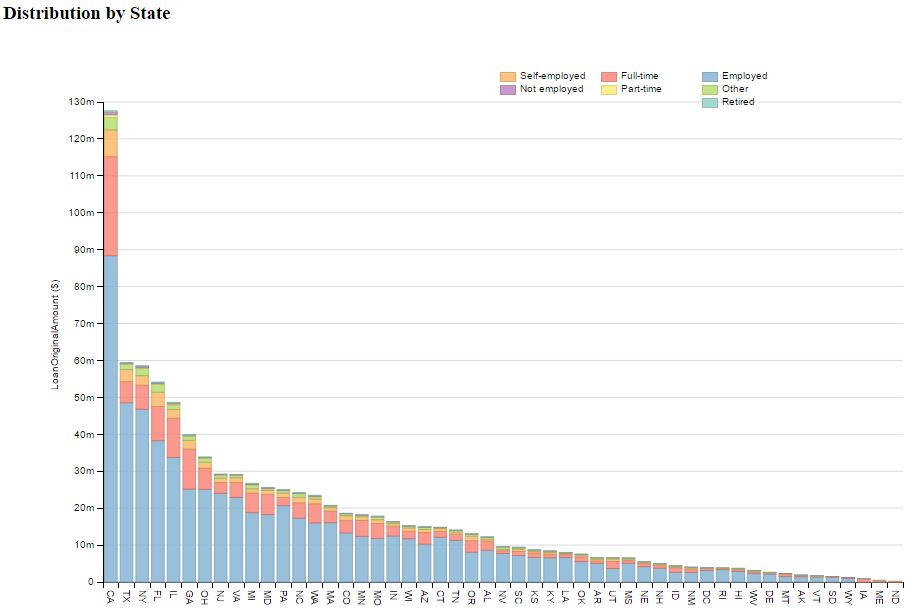 Distribution by State
Self-employed Full-time Employed
Not employed Part-time Other
Retired
130m
120m
110m
100m
90m
80m
70m
60m
50m
40m
30m
20m
10m
0
LoanOriginalAmount ($)
CA TX NY FL IL GA OH NJ VA MI MD PA NC WA MA CO MN MO IN WI AZ CT TN OR AL NV SC KS KY LA OK AR UT MS NE NH ID NM DC RI HI WV DE MT AK VT SD WY IA ME ND